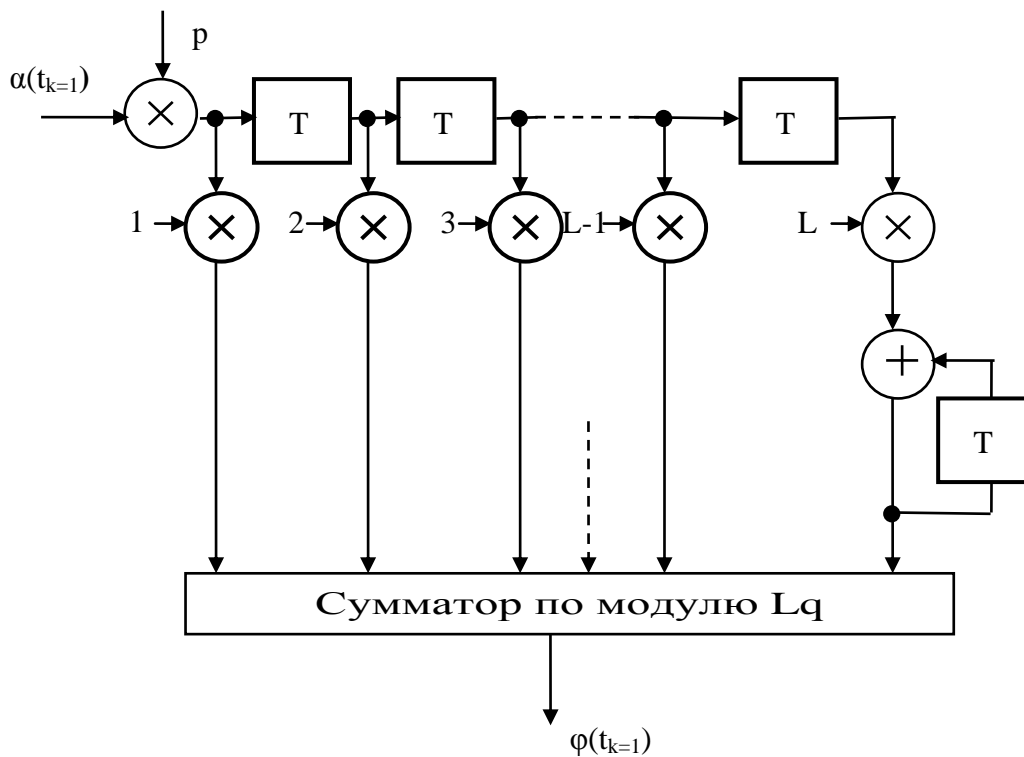 p
α(t_{k=1})
T T T
1 2 3 L-1 L
T
Сумматор по модулю Lq
φ(t_{k=1})